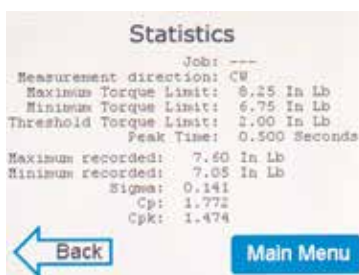 Statistics
Job: ---
Measurement direction: CW
Maximum Torque Limit: 8.25 In Lb
Minimum Torque Limit: 6.75 In Lb
Threshold Torque Limit: 2.00 In Lb
Peak Time: 0.500 Seconds
Maximum recorded: 7.60 In Lb
Minimum recorded: 7.05 In Lb
Sigma: 0.141
Cp: 1.772
Cpk: 1.474
Back
Main Menu